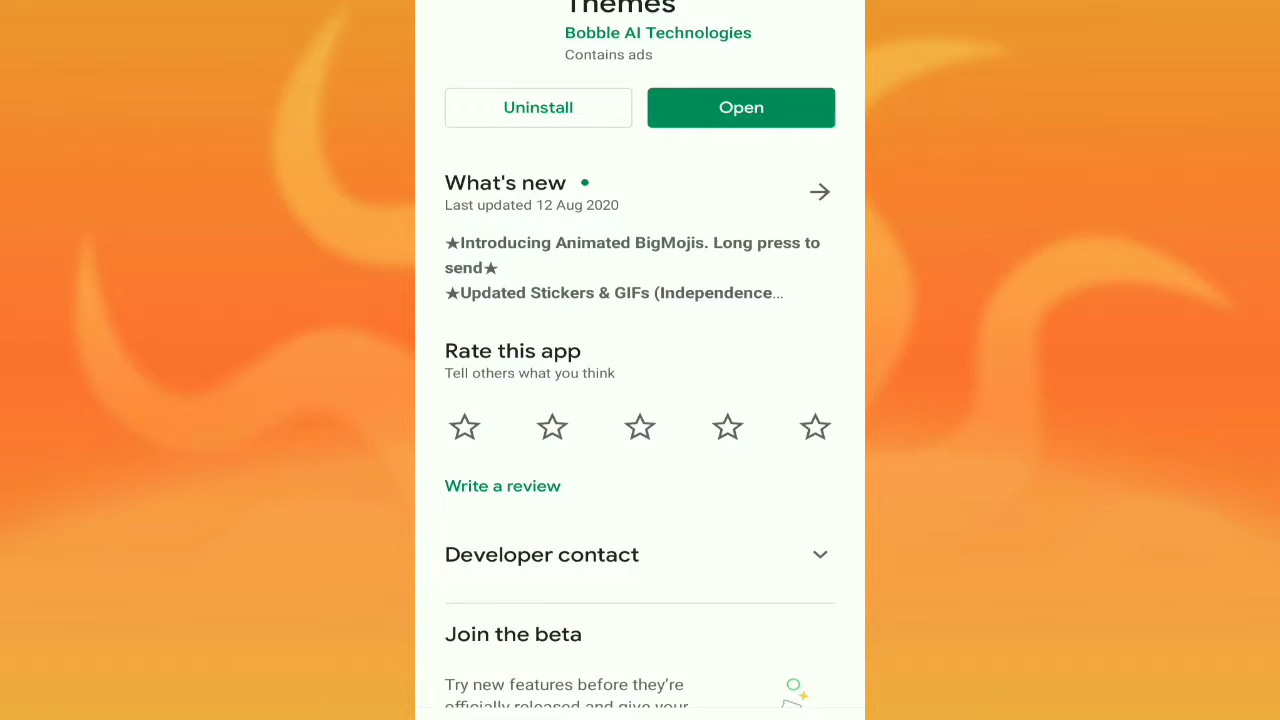 Themes
Bobble AI Technologies
Contains ads
Uninstall
Open
What's new
Last updated 12 Aug 2020
★Introducing Animated BigMojis. Long press to
send★
★Updated Stickers & GIFs (Independence...
Rate this app
Tell others what you think
Write a review
Developer contact
Join the beta
Try new features before they're
officially released and give your